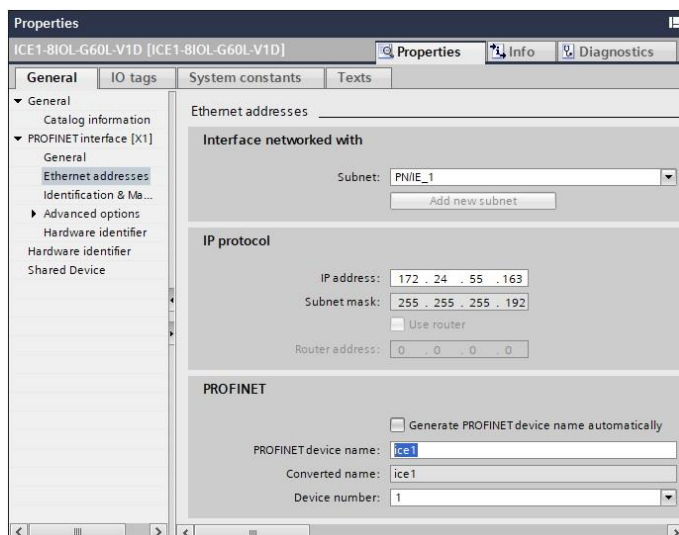 Properties
ICE1-8IOL-G60L-V1D [ICE1-8IOL-G60L-V1D]
Properties
Info
Diagnostics
General
IO tags
System constants
Texts
General
Catalog information
PROFINET interface [X1]
General
Ethernet addresses
Identification & Ma...
Advanced options
Hardware identifier
Hardware identifier
Shared Device
Ethernet addresses
Interface networked with
Subnet: PN/IE_1
Add new subnet
IP protocol
IP address: 172 . 24 . 55 . 163
Subnet mask: 255 . 255 . 255 . 192
Use router
Router address: 0 . 0 . 0 . 0
PROFINET
Generate PROFINET device name automatically
PROFINET device name: ice1
Converted name: ice1
Device number: 1